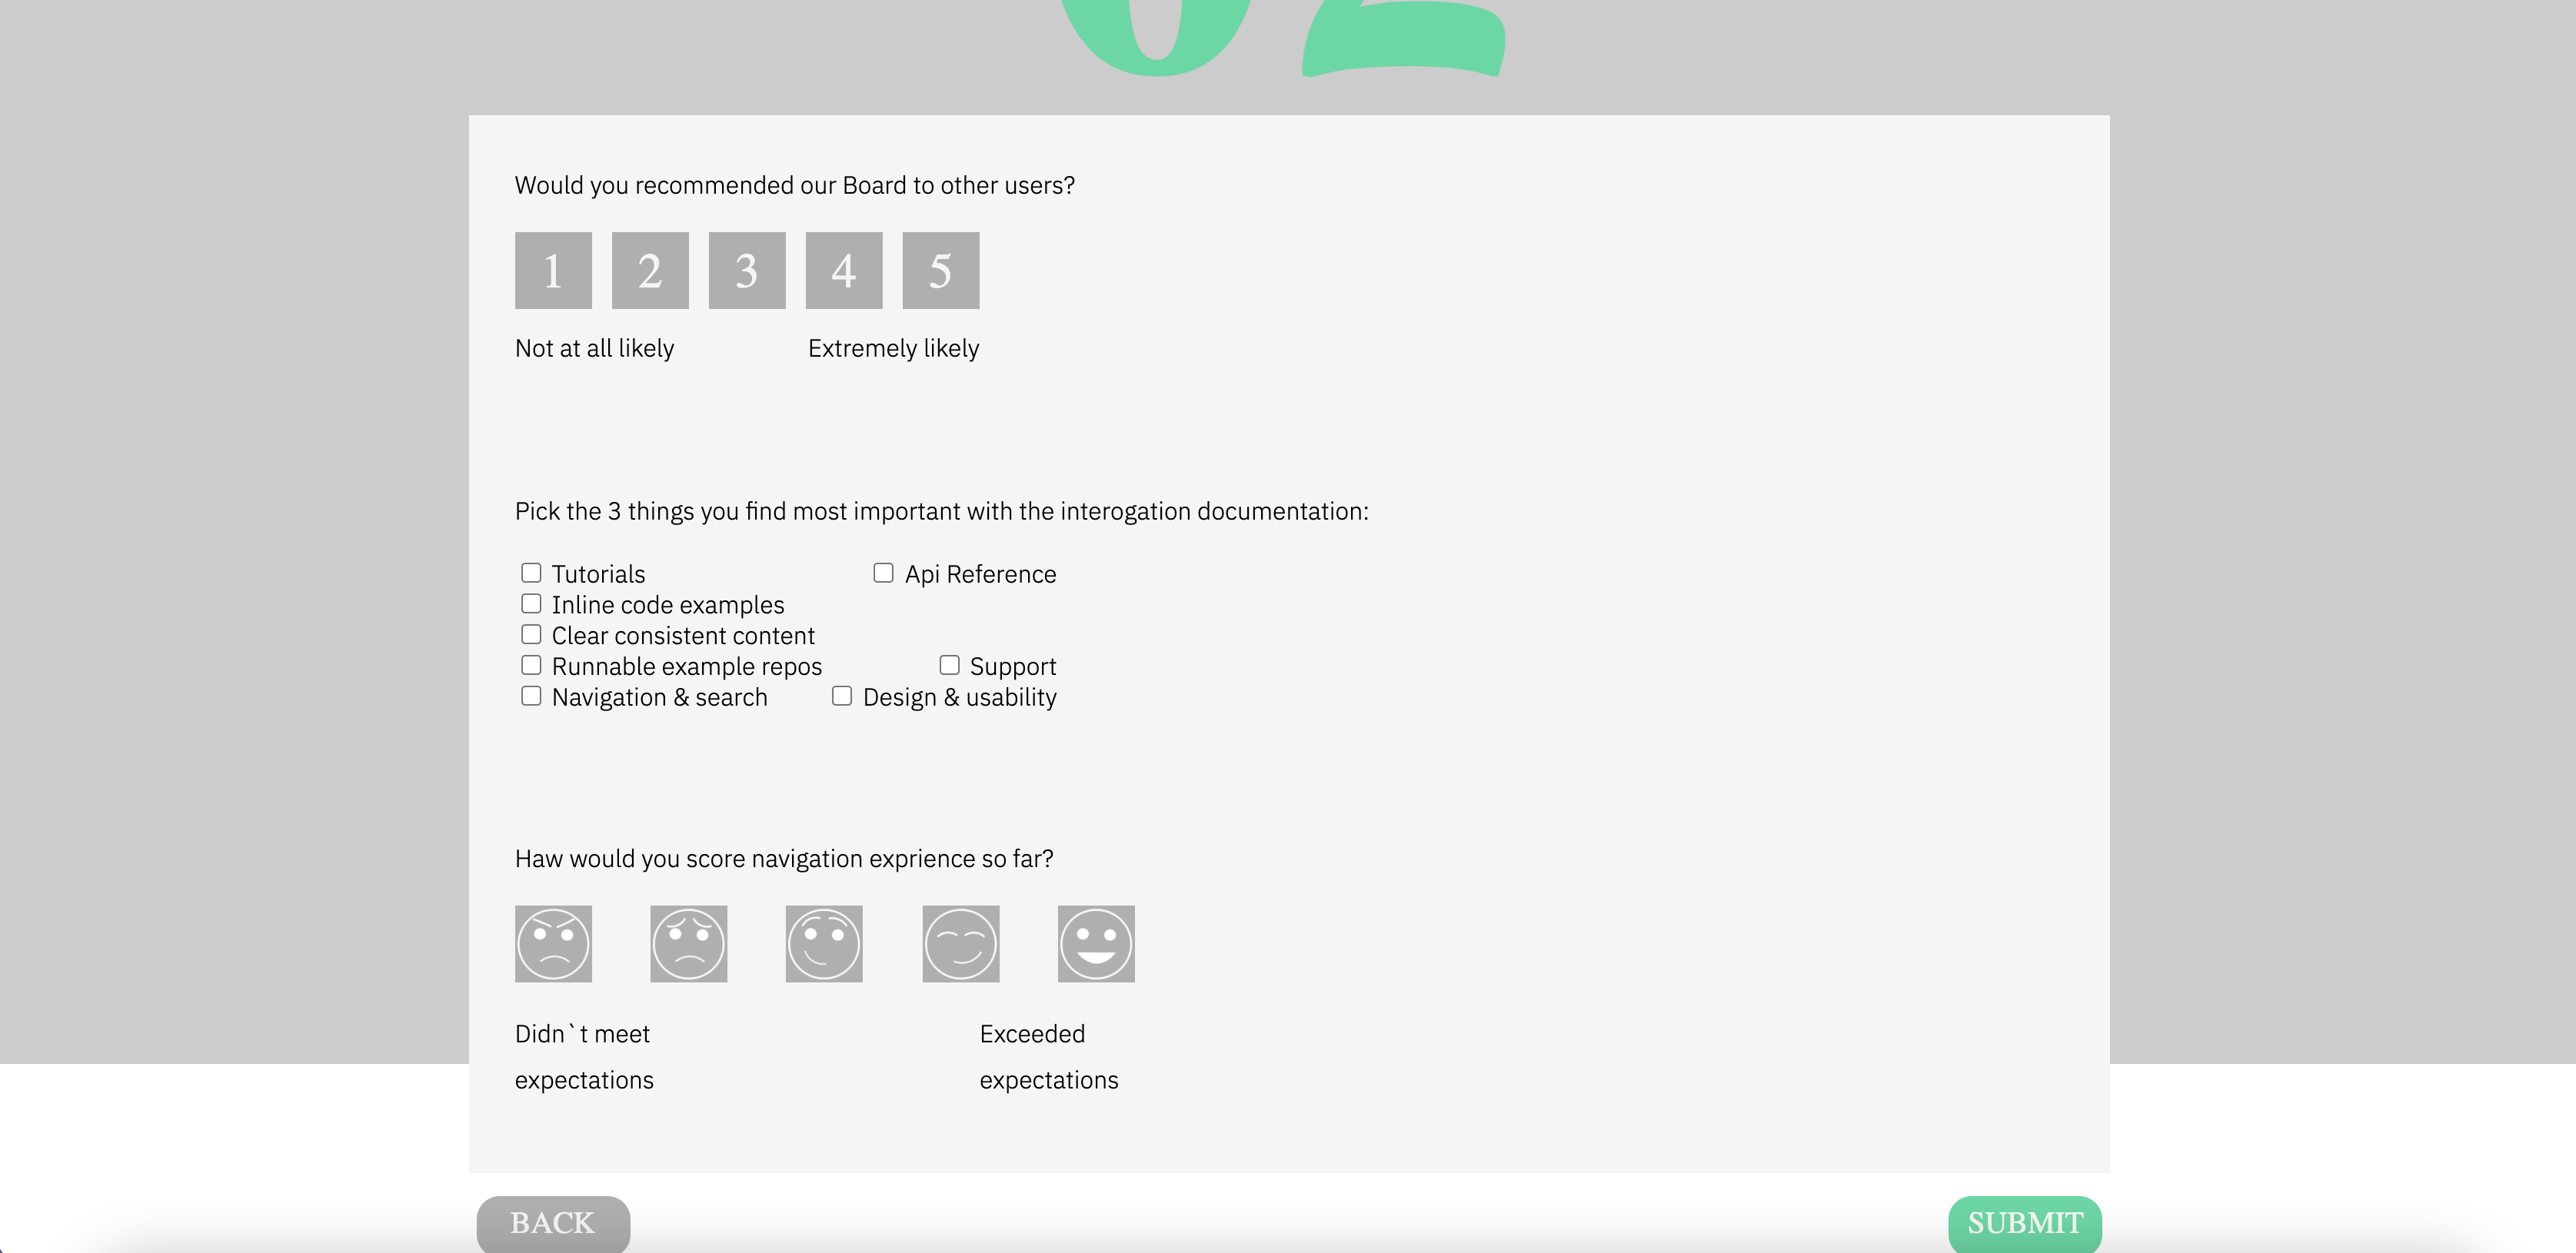 02
Would you recommended our Board to other users?
1 2 3 4 5
Not at all likely Extremely likely
Pick the 3 things you find most important with the interogation documentation:
Tutorials Api Reference
Inline code examples
Clear consistent content
Runnable example repos Support
Navigation & search Design & usability
Haw would you score navigation exprience so far?
Didn`t meet Exceeded
expectations expectations
BACK SUBMIT